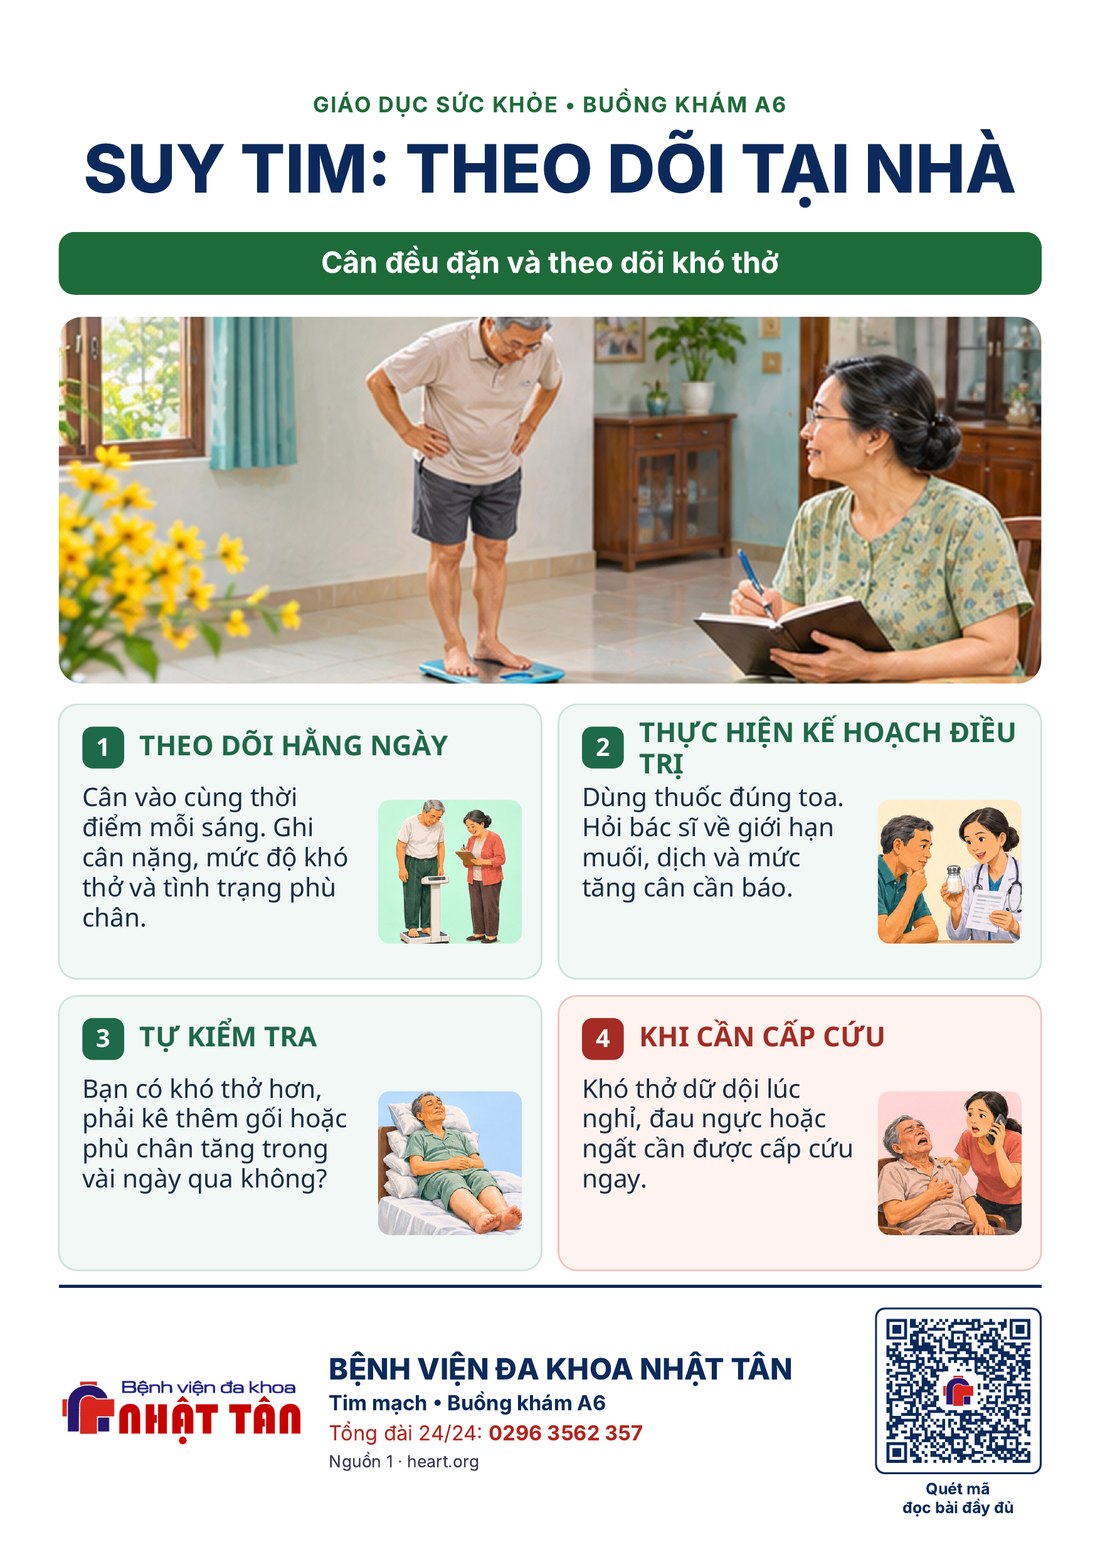 GIÁO DỤC SỨC KHỎE • BUỒNG KHÁM A6
SUY TIM: THEO DÕI TẠI NHÀ
Cân đều đặn và theo dõi khó thở
1 THEO DÕI HẰNG NGÀY
Cân vào cùng thời
điểm mỗi sáng. Ghi
cân nặng, mức độ khó
thở và tình trạng phù
chân.
2 THỰC HIỆN KẾ HOẠCH ĐIỀU
TRỊ
Dùng thuốc đúng toa.
Hỏi bác sĩ về giới hạn
muối, dịch và mức
tăng cân cần báo.
3 TỰ KIỂM TRA
Bạn có khó thở hơn,
phải kê thêm gối hoặc
phù chân tăng trong
vài ngày qua không?
4 KHI CẦN CẤP CỨU
Khó thở dữ dội lúc
nghỉ, đau ngực hoặc
ngất cần được cấp cứu
ngay.
Bệnh viện đa khoa
NHẬT TÂN
BỆNH VIỆN ĐA KHOA NHẬT TÂN
Tim mạch • Buồng khám A6
Tổng đài 24/24: 0296 3562 357
Nguồn 1 · heart.org
Quét mã
đọc bài đầy đủ